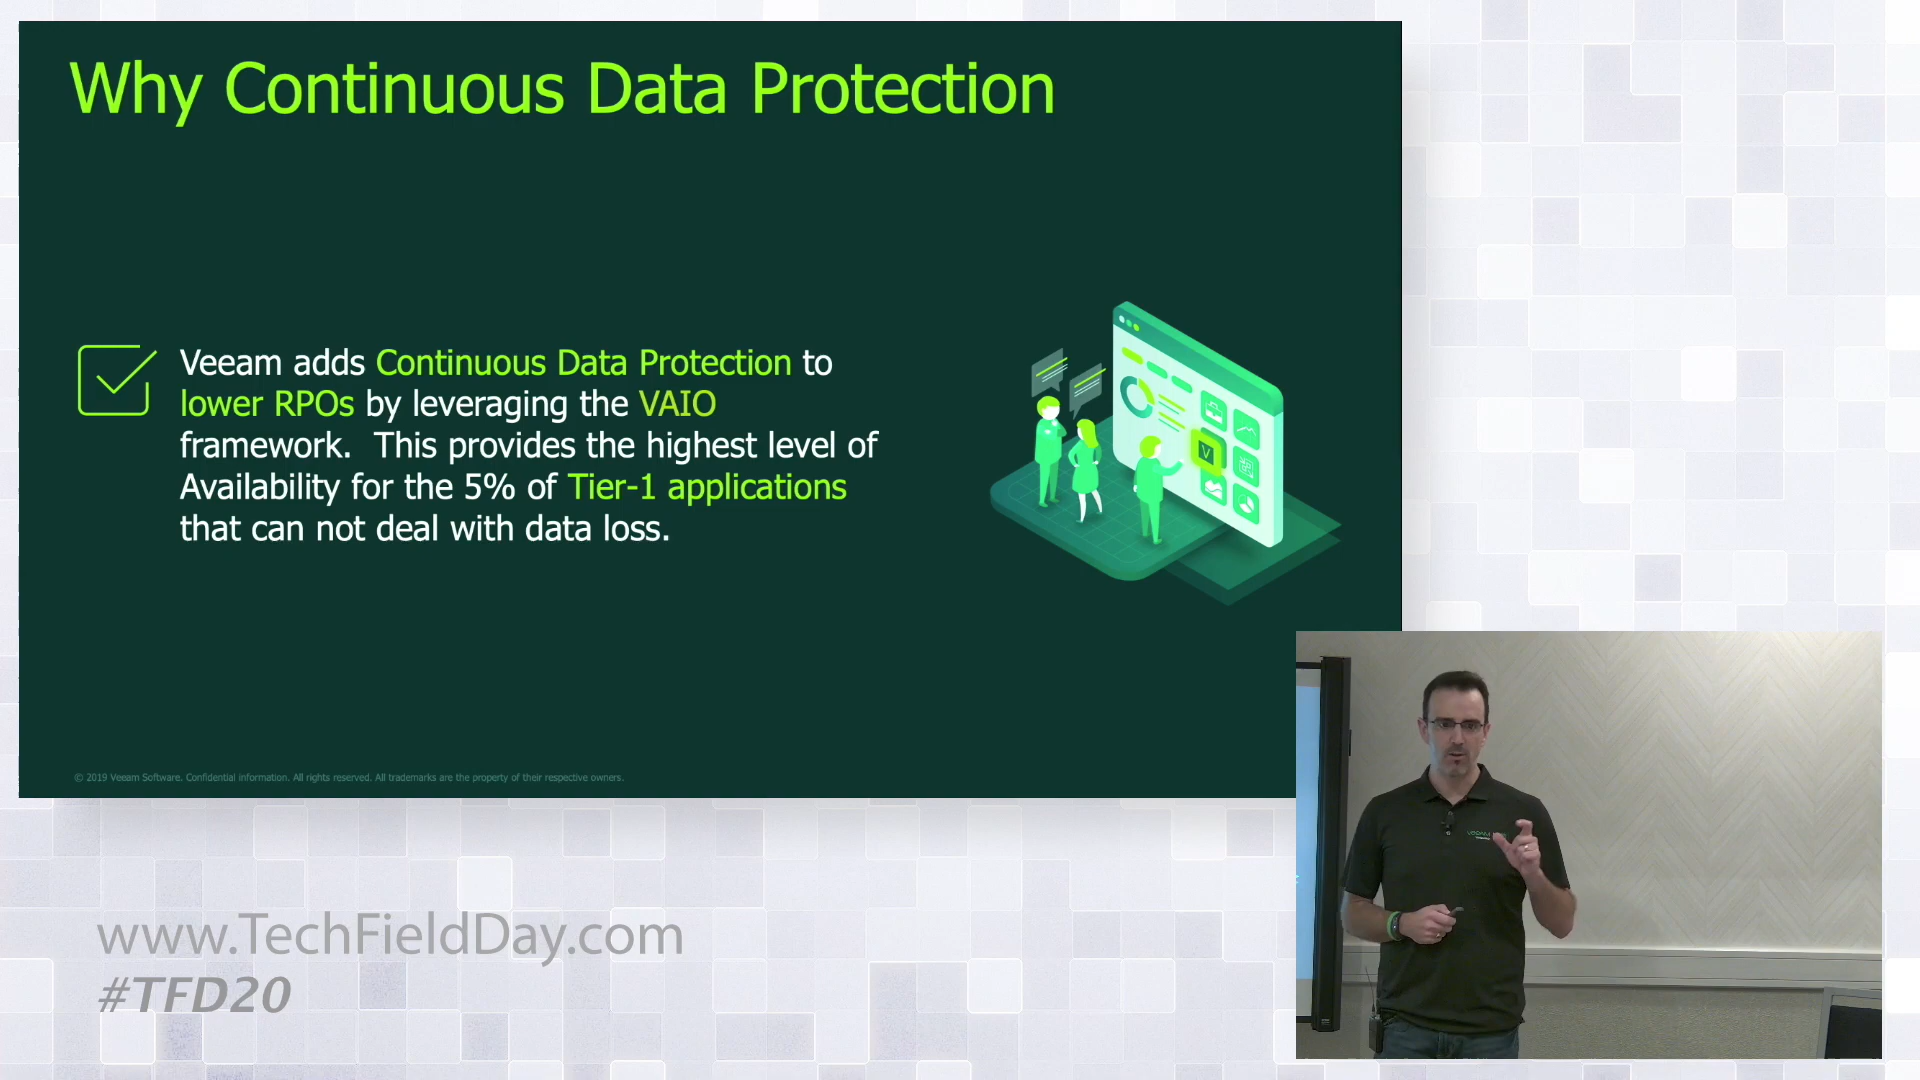 Why Continuous Data Protection
Veeam adds Continuous Data Protection to
lower RPOs by leveraging the VAIO
framework.  This provides the highest level of
Availability for the 5% of Tier-1 applications
that can not deal with data loss.
V
© 2019 Veeam Software. Confidential information. All rights reserved. All trademarks are the property of their respective owners.
www.TechFieldDay.com
#TFD20